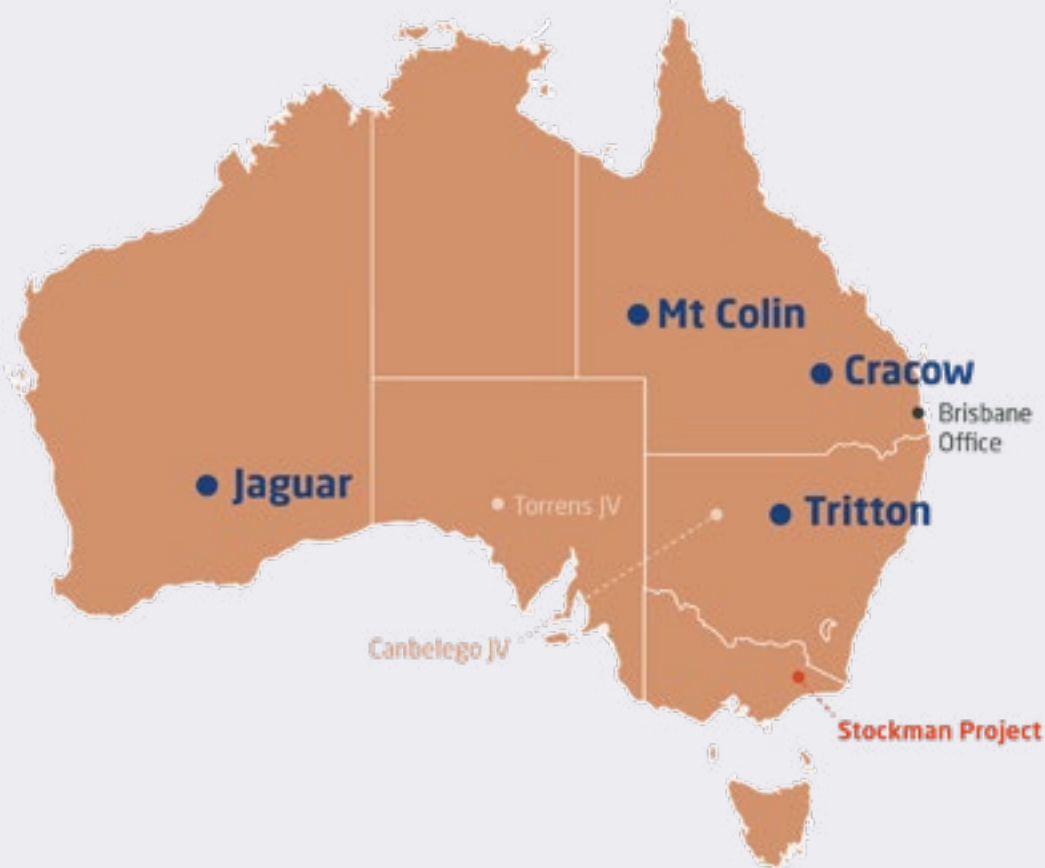 Mt Colin
Cracow
Brisbane
Office
Jaguar
Torrens JV
Tritton
Canbelego JV
Stockman Project